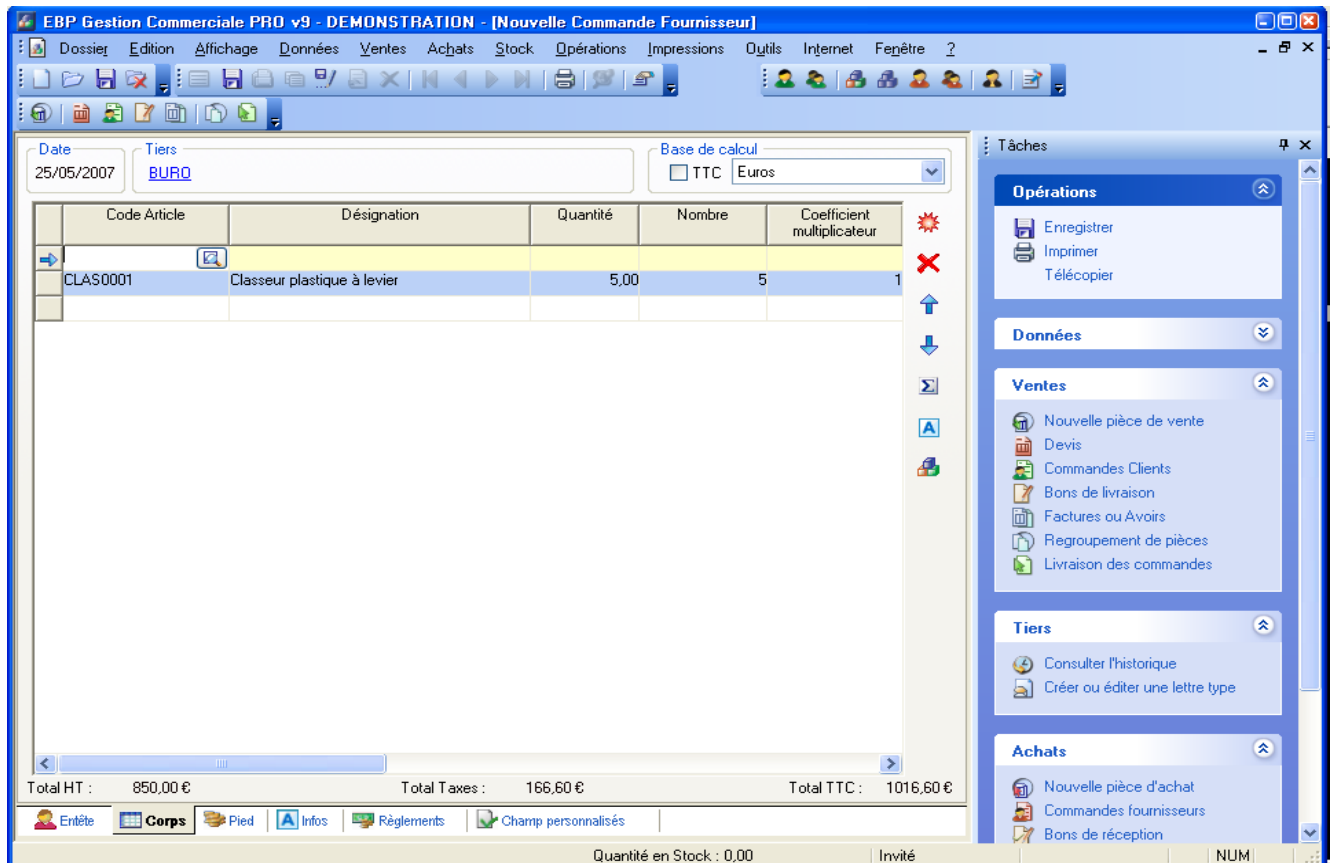 EBP Gestion Commerciale PRO v9 - DEMONSTRATION - [Nouvelle Commande Fournisseur]
Dossier Edition Affichage Données Ventes Achats Stock Opérations Impressions Outils Internet Fenêtre ?
Date Tiers Base de calcul
25/05/2007 BURO TTC Euros
Code Article Désignation Quantité Nombre Coefficient multiplicateur
CLAS0001 Classeur plastique à levier 5,00 5 1
Total HT : 850,00 € Total Taxes : 166,60 € Total TTC : 1016,60 €
Entête Corps Pied Infos Règlements Champ personnalisés
Tâches
Opérations
Enregistrer
Imprimer
Télécopier
Données
Ventes
Nouvelle pièce de vente
Devis
Commandes Clients
Bons de livraison
Factures ou Avoirs
Regroupement de pièces
Livraison des commandes
Tiers
Consulter l'historique
Créer ou éditer une lettre type
Achats
Nouvelle pièce d'achat
Commandes fournisseurs
Bons de réception
Quantité en Stock : 0,00 Invité NUM